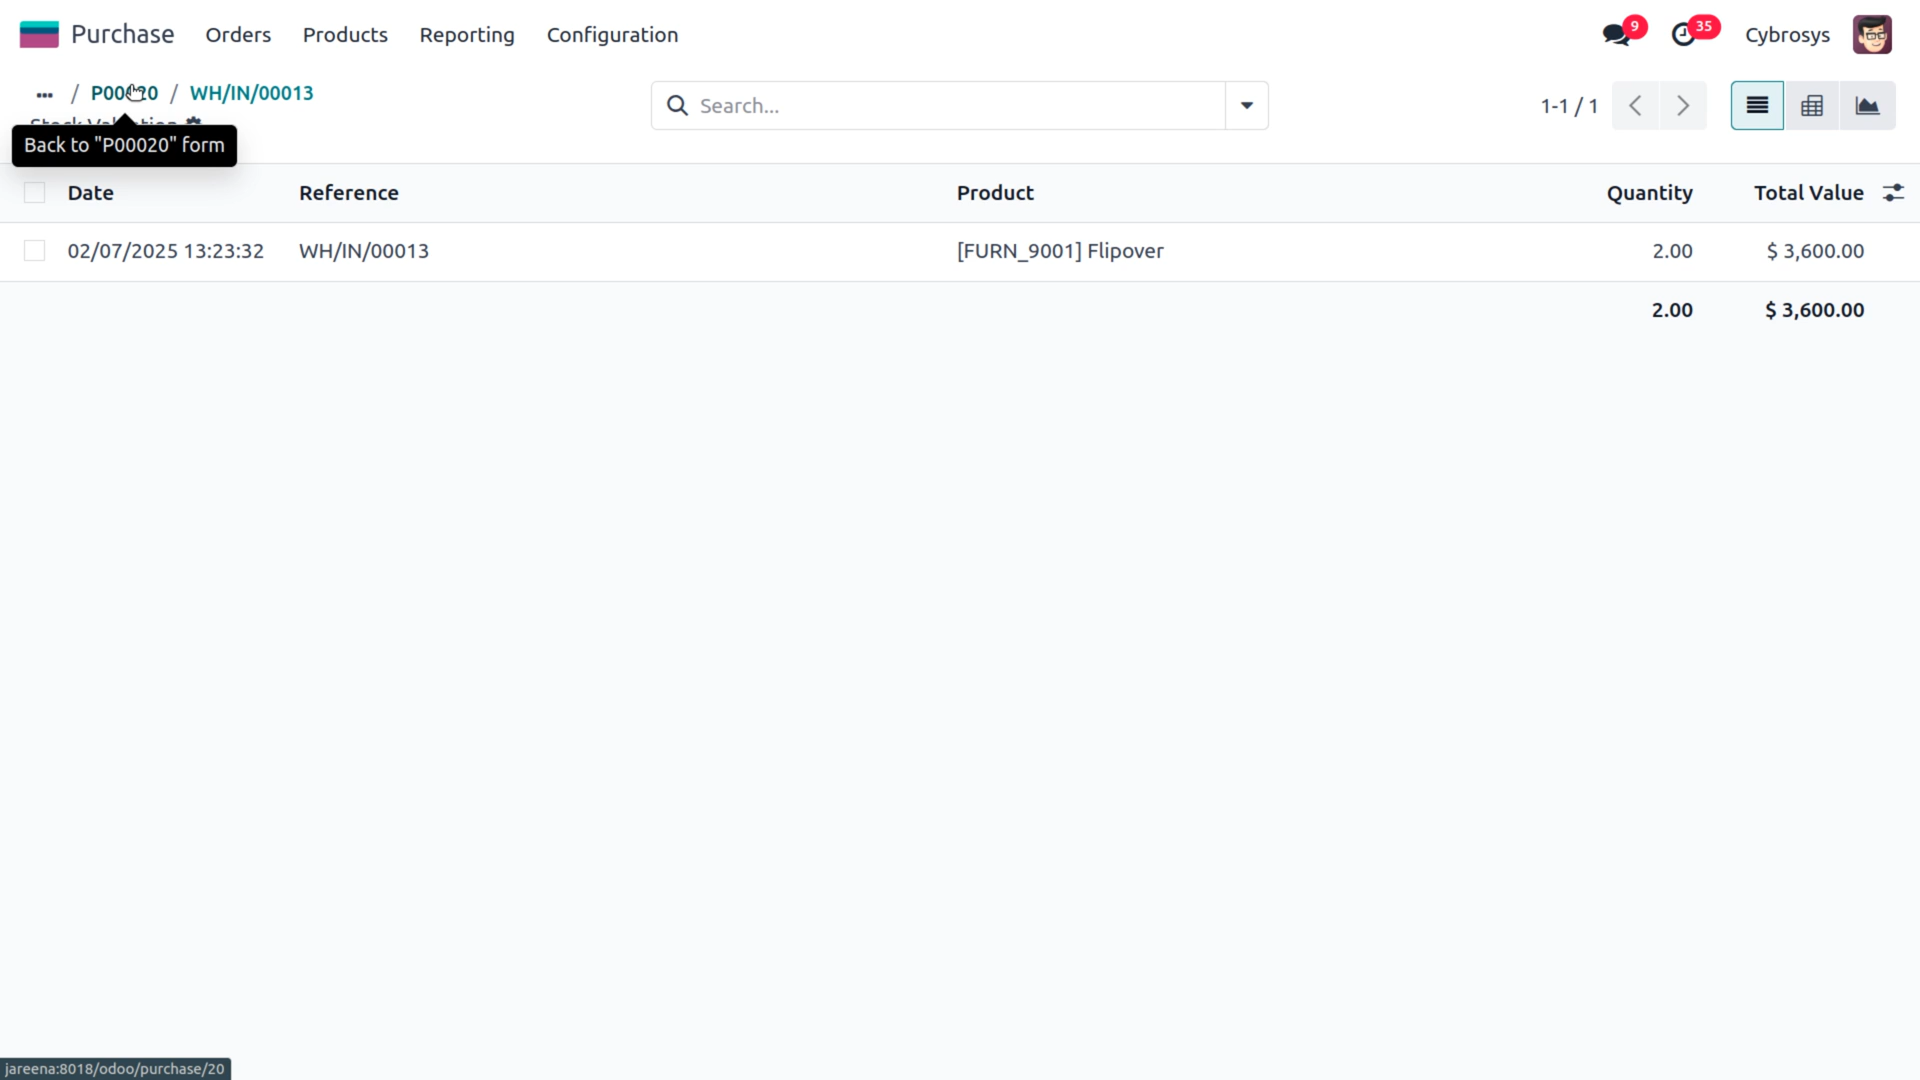 Purchase Orders Products Reporting Configuration 9 35 Cybrosys
... / P00020 / WH/IN/00013 Search... 1-1 / 1
Back to "P00020" form
Date Reference Product Quantity Total Value
02/07/2025 13:23:32 WH/IN/00013 [FURN_9001] Flipover 2.00 $ 3,600.00
2.00 $ 3,600.00
jareena:8018/odoo/purchase/20